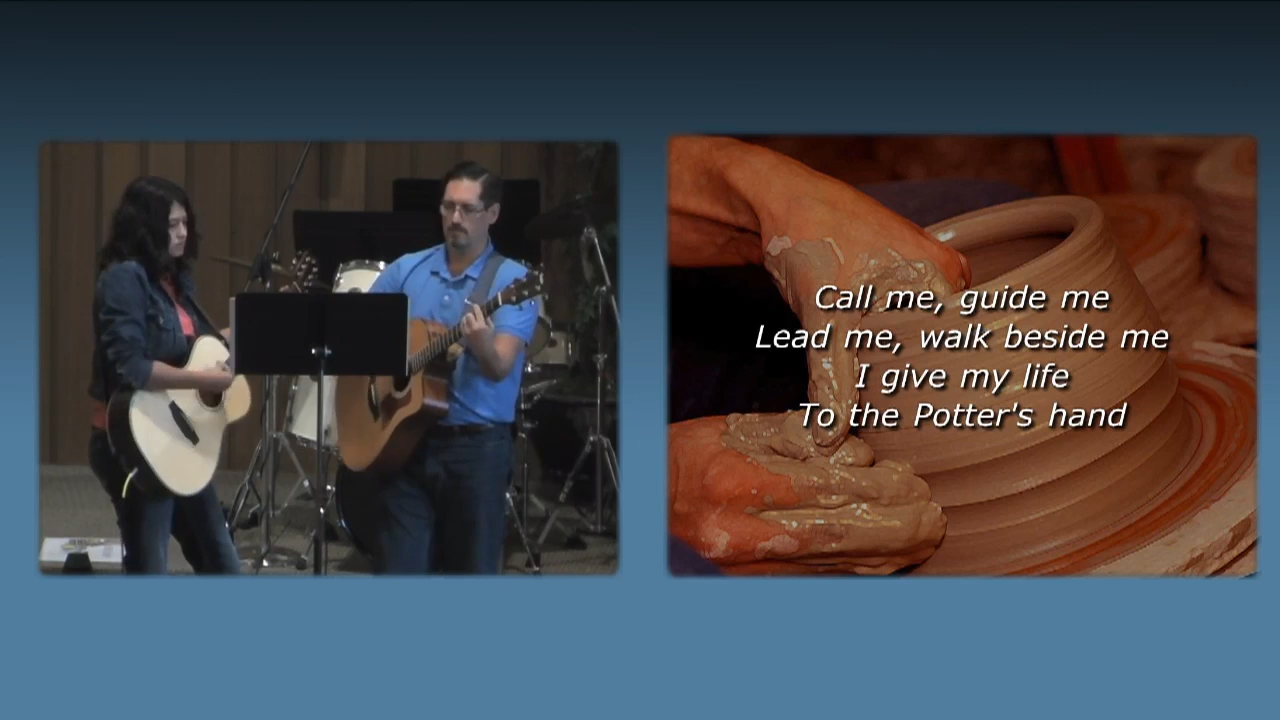 Call me, guide me
Lead me, walk beside me
I give my life
To the Potter's hand